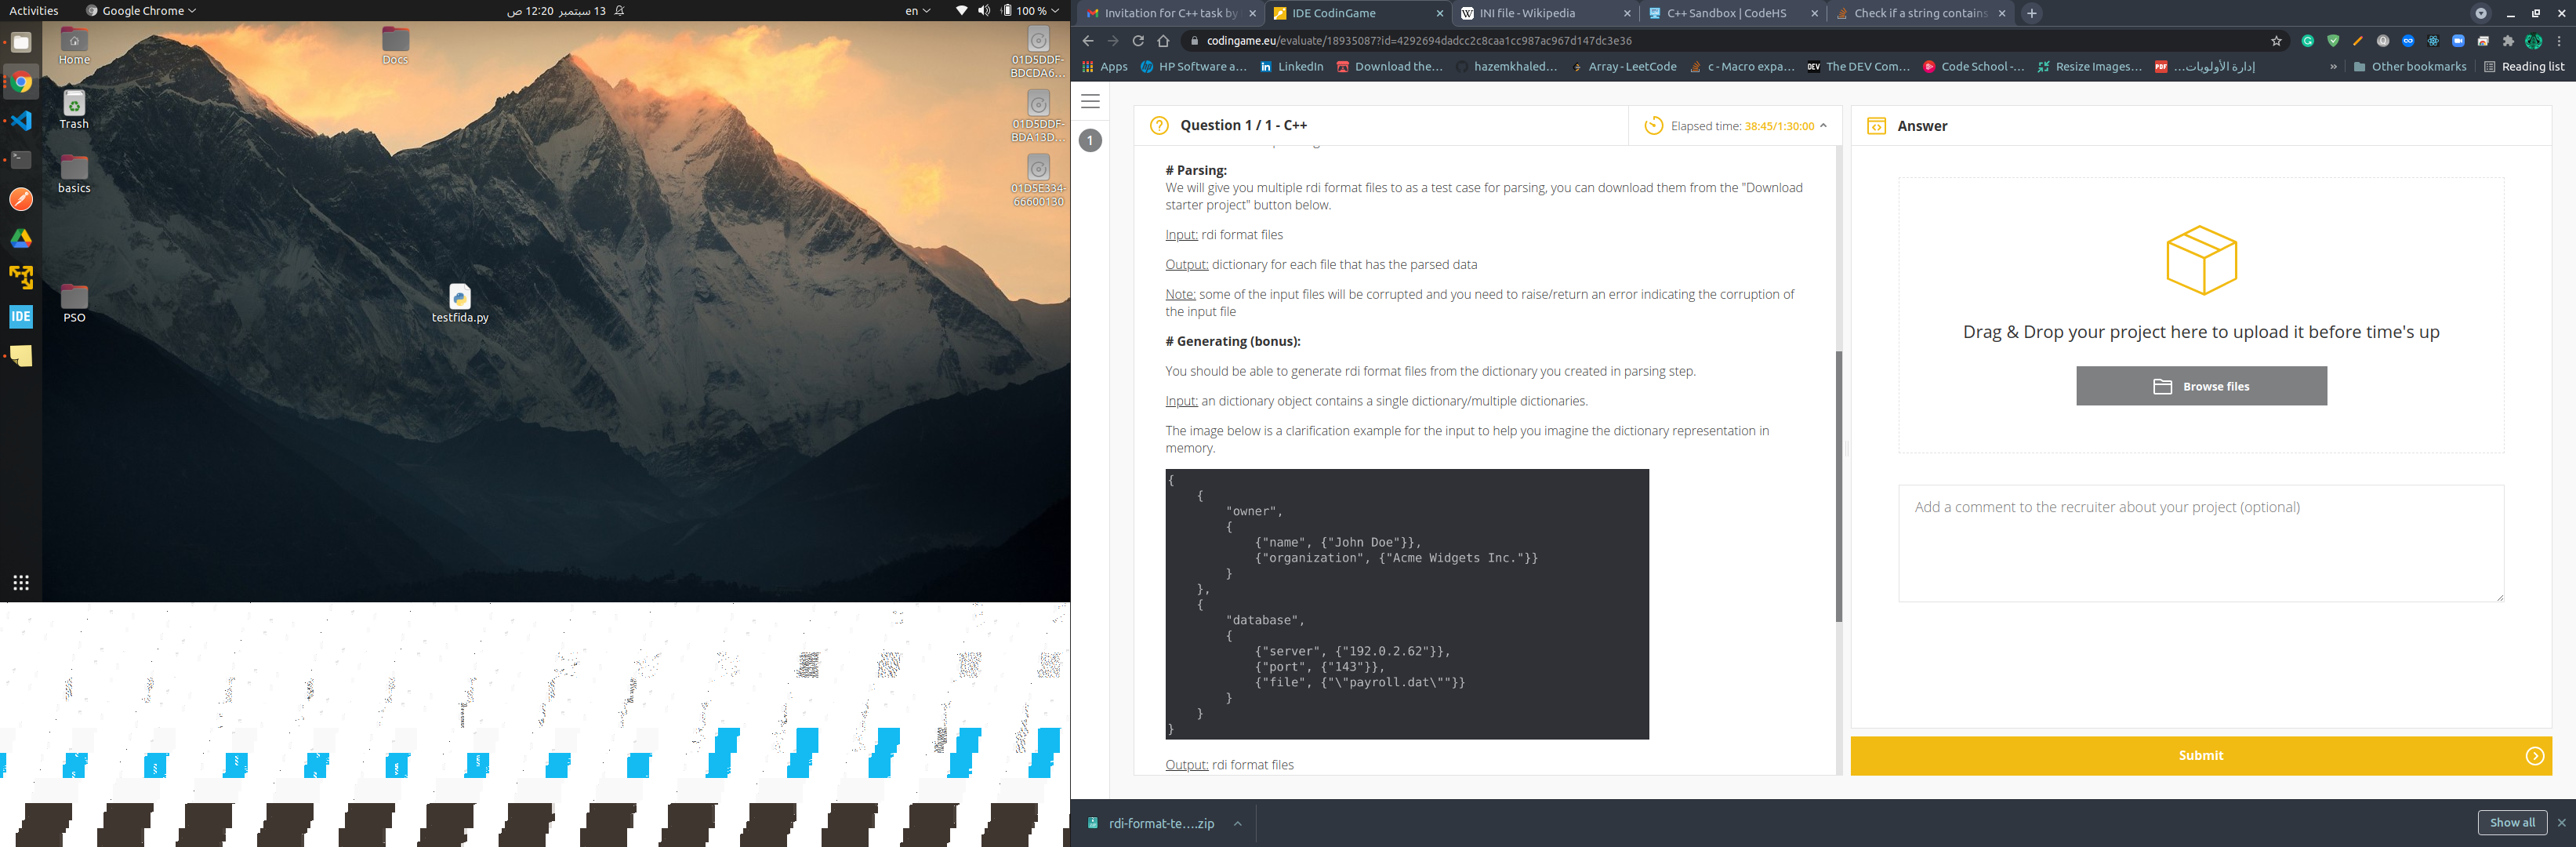 Activities
Google Chrome
13 سبتمبر 12:20 ص
en
100 %
Home
Docs
01D5DDF-
BDCDA6...
Trash
01D5DDF-
BDA13D...
basics
01D5E334-
66600130
PSO
testfida.py
IDE
Invitation for C++ task by
IDE CodinGame
INI file - Wikipedia
C++ Sandbox | CodeHS
Check if a string contains
codingame.eu/evaluate/18935087?id=4292694dadcc2c8caa1cc987ac967d147dc3e36
Apps
HP Software a...
LinkedIn
Download the...
hazemkhaled...
Array - LeetCode
c - Macro expa...
The DEV Com...
Code School -...
Resize Images...
إدارة الأولويات...
Other bookmarks
Reading list
1
Question 1 / 1 - C++
Elapsed time: 38:45/1:30:00
# Parsing:
We will give you multiple rdi format files to as a test case for parsing, you can download them from the "Download
starter project" button below.
Input: rdi format files
Output: dictionary for each file that has the parsed data
Note: some of the input files will be corrupted and you need to raise/return an error indicating the corruption of
the input file
# Generating (bonus):
You should be able to generate rdi format files from the dictionary you created in parsing step.
Input: an dictionary object contains a single dictionary/multiple dictionaries.
The image below is a clarification example for the input to help you imagine the dictionary representation in
memory.
{
{
"owner",
{
{"name", {"John Doe"}},
{"organization", {"Acme Widgets Inc."}}
}
},
{
"database",
{
{"server", {"192.0.2.62"}},
{"port", {"143"}},
{"file", {"\"payroll.dat\""}}
}
}
}
Output: rdi format files
Answer
Drag & Drop your project here to upload it before time's up
Browse files
Add a comment to the recruiter about your project (optional)
Submit
rdi-format-te....zip
Show all